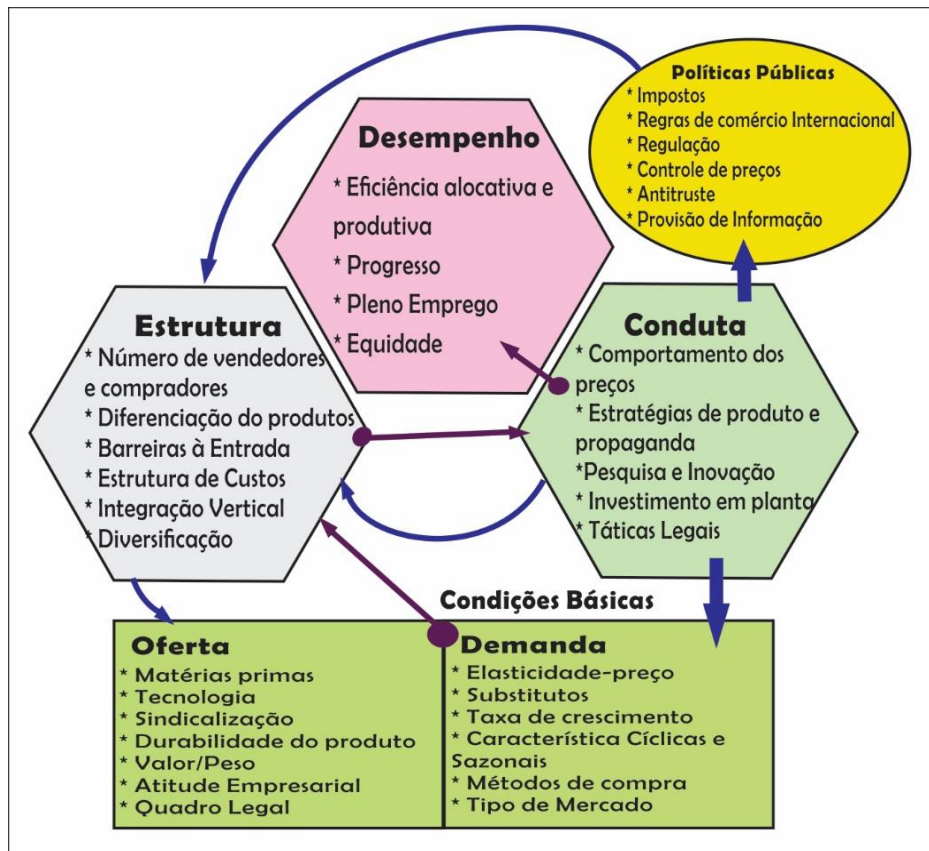 Políticas Públicas
* Impostos
* Regras de comércio Internacional
* Regulação
* Controle de preços
* Antitruste
* Provisão de Informação
Desempenho
* Eficiência alocativa e
produtiva
* Progresso
* Pleno Emprego
* Equidade
Estrutura
* Número de vendedores
e compradores
* Diferenciação do produtos
* Barreiras à Entrada
* Estrutura de Custos
* Integração Vertical
* Diversificação
Conduta
* Comportamento dos
preços
* Estratégias de produto e
propaganda
*Pesquisa e Inovação
* Investimento em planta
* Táticas Legais
Condições Básicas
Oferta
* Matérias primas
* Tecnologia
* Sindicalização
* Durabilidade do produto
* Valor/Peso
* Atitude Empresarial
* Quadro Legal
Demanda
* Elasticidade-preço
* Substitutos
* Taxa de crescimento
* Característica Cíclicas e
Sazonais
* Métodos de compra
* Tipo de Mercado